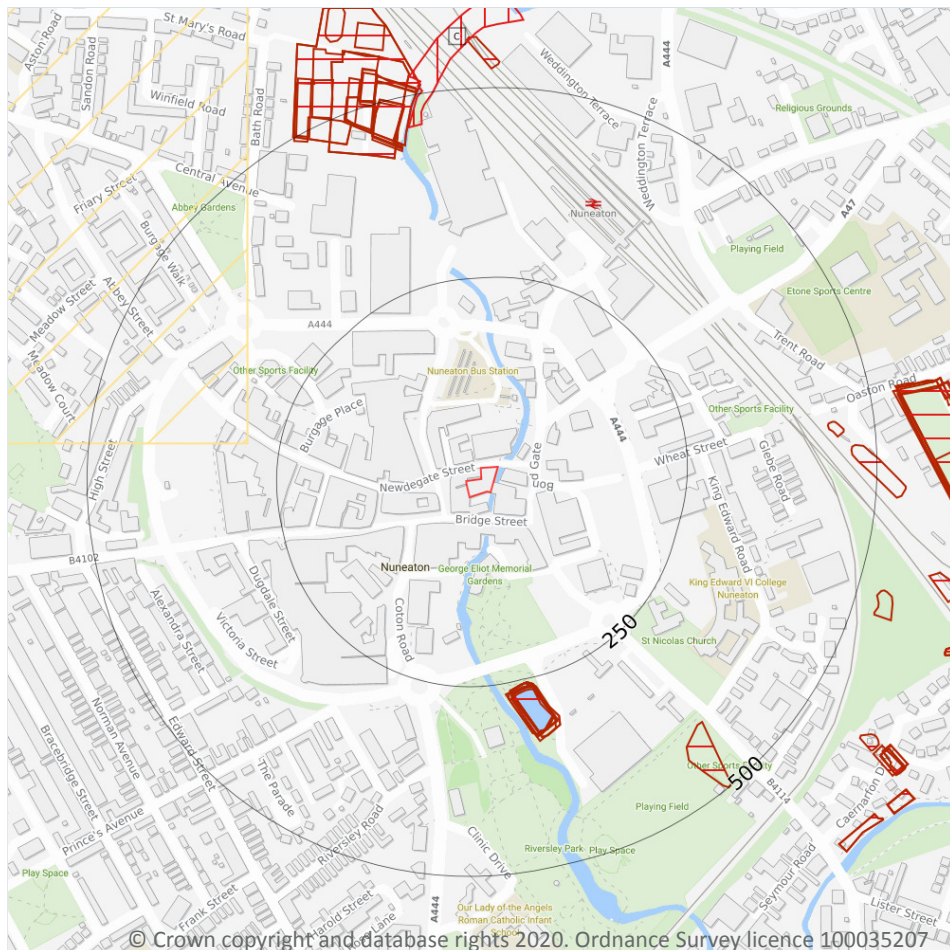 St Mary's Road
Aston Road
Sandon Road
Winfield Road
Bath Road
C
Weddington Terrace
A444
Religious Grounds
Weddington Terrace
Central Avenue
Friary Street
Abbey Gardens
Nuneaton
A47
Playing Field
Burgage Walk
Etone Sports Centre
Meadow Street
Abbey Street
A444
Trent Road
Meadow Court
Other Sports Facility
Nuneaton Bus Station
Oaston Road
Burgage Place
A444
Other Sports Facility
High Street
Newdegate Street
d Gate
Bon
Wheat Street
Glebe Road
King Edward Road
Bridge Street
B4102
Nuneaton
George Eliot Memorial
Gardens
King Edward VI College
Nuneaton
Dugdale Street
Alexandra Street
Victoria Street
Coton Road
250
St Nicolas Church
Norman Avenue
Bracebridge Street
Edward Street
The Parade
500
B4114
Caernarfon D
Playing Field
Prince's Avenue
Riversley Road
Clinic Drive
Riversley Park
Play Space
Seymour Road
Play Space
Frank Street
Harold Street
A444
Our Lady of the Angels
Roman Catholic Infant
School
Lister Street
© Crown copyright and database rights 2020. Ordnance Survey licence 100035207